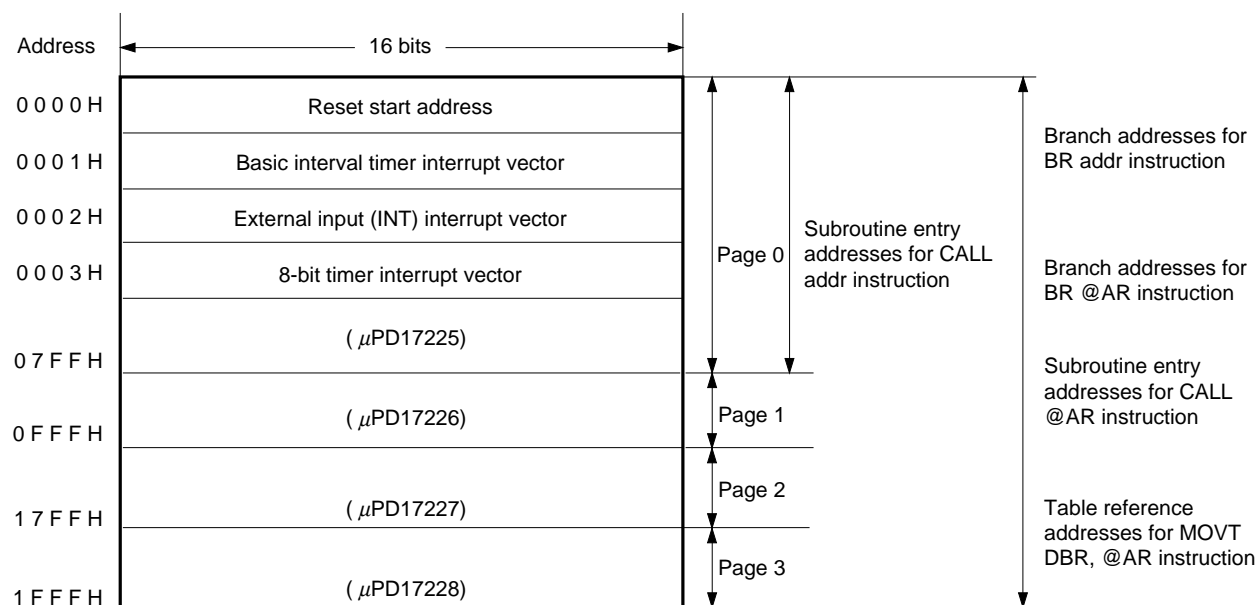 Address
16 bits
0000H
Reset start address
0001H
Basic interval timer interrupt vector
0002H
External input (INT) interrupt vector
0003H
8-bit timer interrupt vector
(μPD17225)
07FFH
(μPD17226)
0FFFH
(μPD17227)
17FFH
(μPD17228)
1FFFH
Page 0
Page 1
Page 2
Page 3
Subroutine entry
addresses for CALL
addr instruction
Branch addresses for
BR addr instruction
Branch addresses for
BR @AR instruction
Subroutine entry
addresses for CALL
@AR instruction
Table reference
addresses for MOVT
DBR, @AR instruction